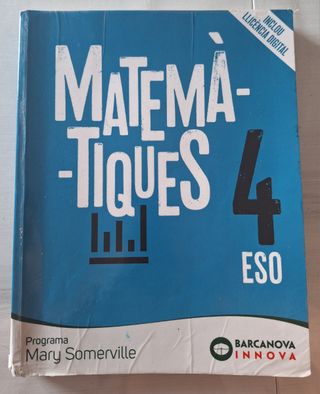 INCLOU
LLICÈNCIA DIGITAL
MATEMÀ-
-TIQUES
4
ESO
Programa
Mary Somerville
BARCANOVA
INNOVA